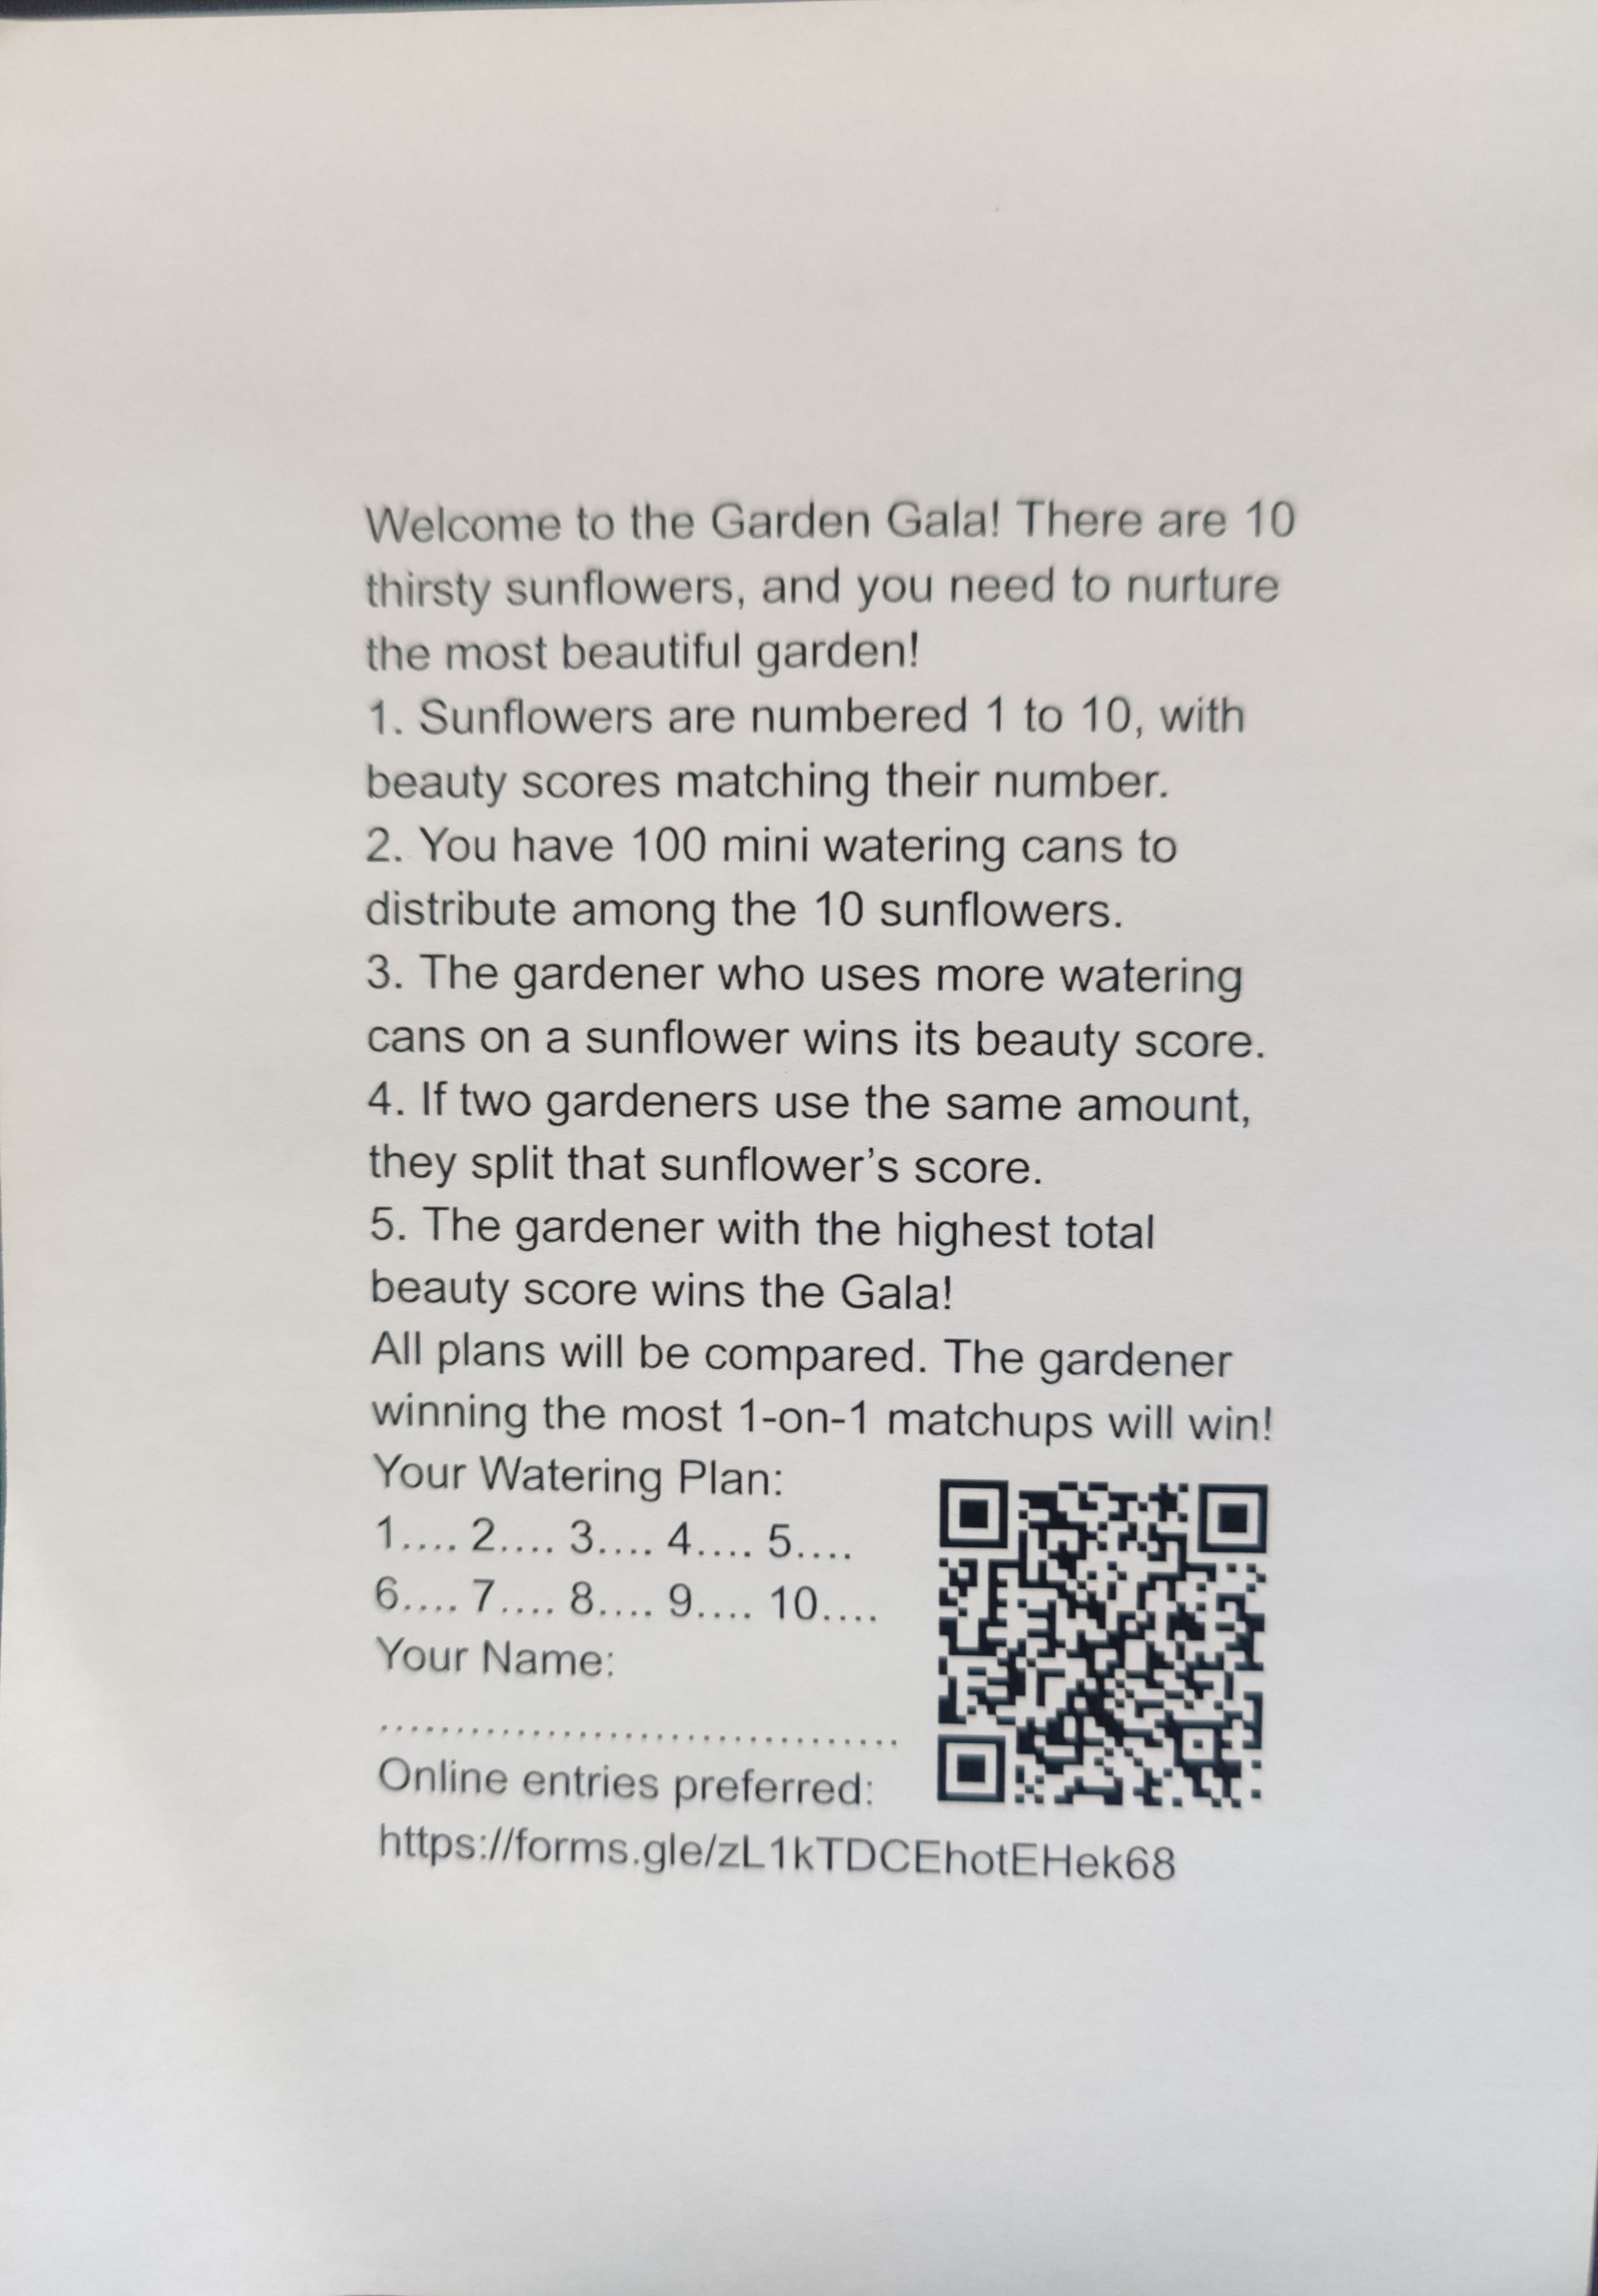 Welcome to the Garden Gala! There are 10
thirsty sunflowers, and you need to nurture
the most beautiful garden!
1. Sunflowers are numbered 1 to 10, with
beauty scores matching their number.
2. You have 100 mini watering cans to
distribute among the 10 sunflowers.
3. The gardener who uses more watering
cans on a sunflower wins its beauty score.
4. If two gardeners use the same amount,
they split that sunflower’s score.
5. The gardener with the highest total
beauty score wins the Gala!
All plans will be compared. The gardener
winning the most 1-on-1 matchups will win!
Your Watering Plan:
1.... 2.... 3.... 4.... 5....
6.... 7.... 8.... 9.... 10....
Your Name:
..................................
Online entries preferred:
https://forms.gle/zL1kTDCEhotEHek68